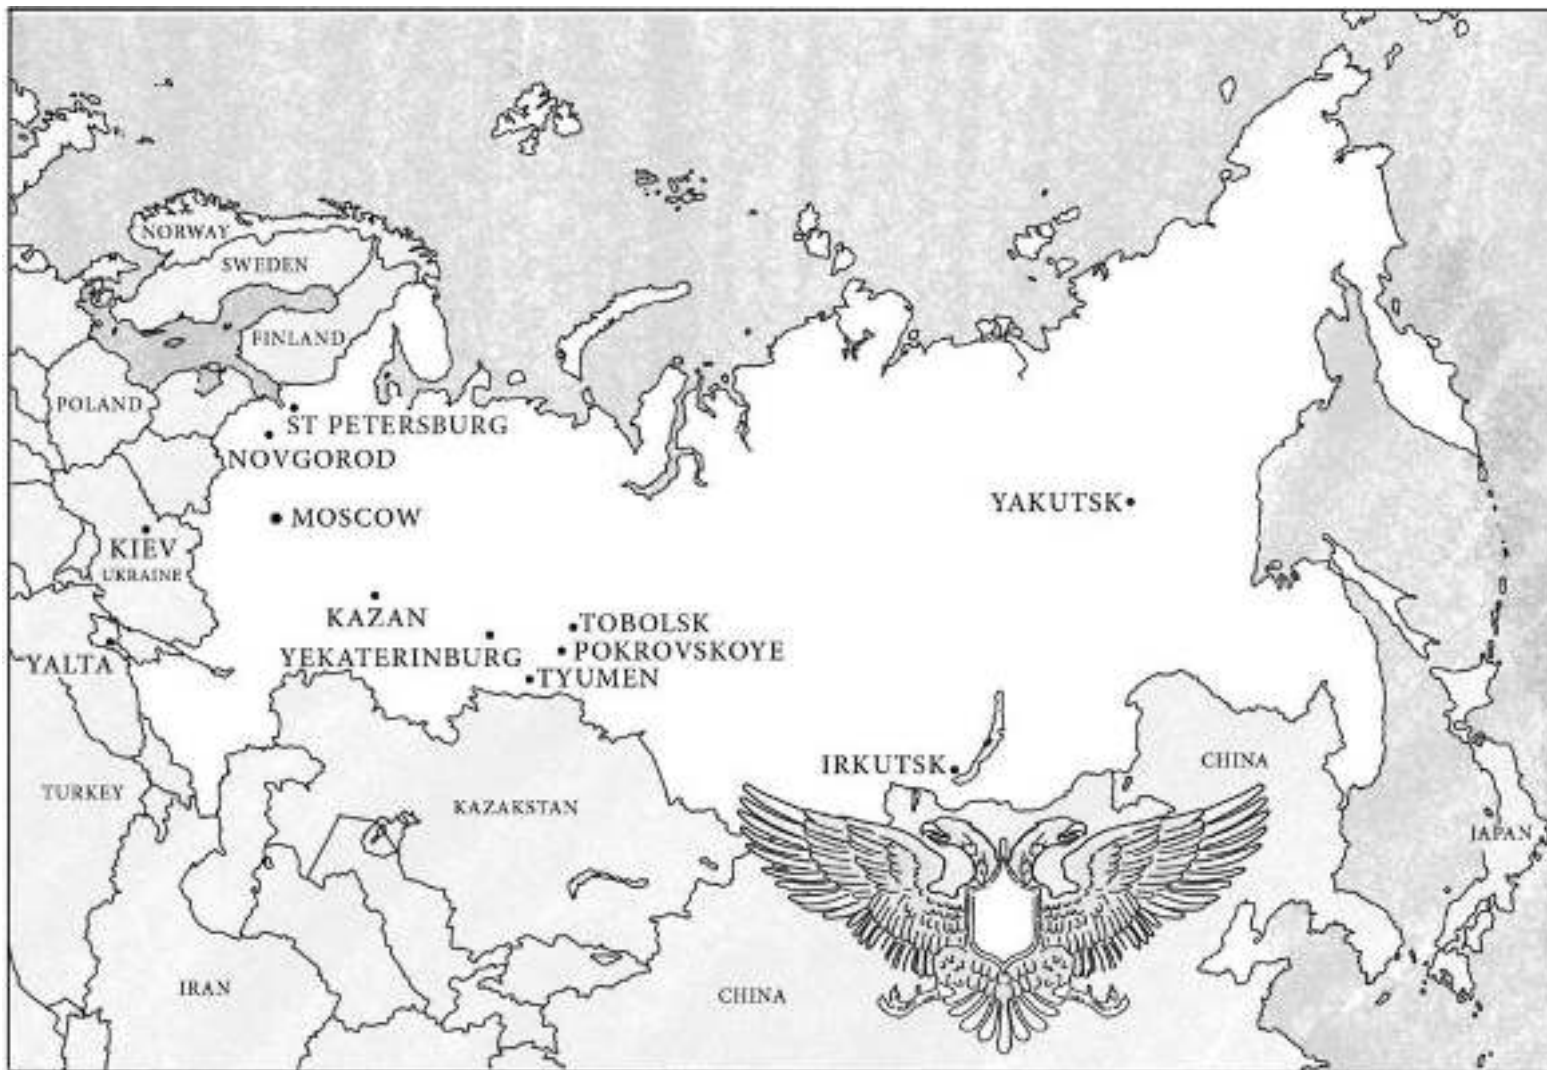 NORWAY
SWEDEN
FINLAND
POLAND
ST PETERSBURG
NOVGOROD
YAKUTSK
MOSCOW
KIEV
UKRAINE
KAZAN
TOBOLSK
YEKATERINBURG
POKROVSKOYE
YALTA
TYUMEN
IRKUTSK
CHINA
TURKEY
KAZAKSTAN
JAPAN
IRAN
CHINA